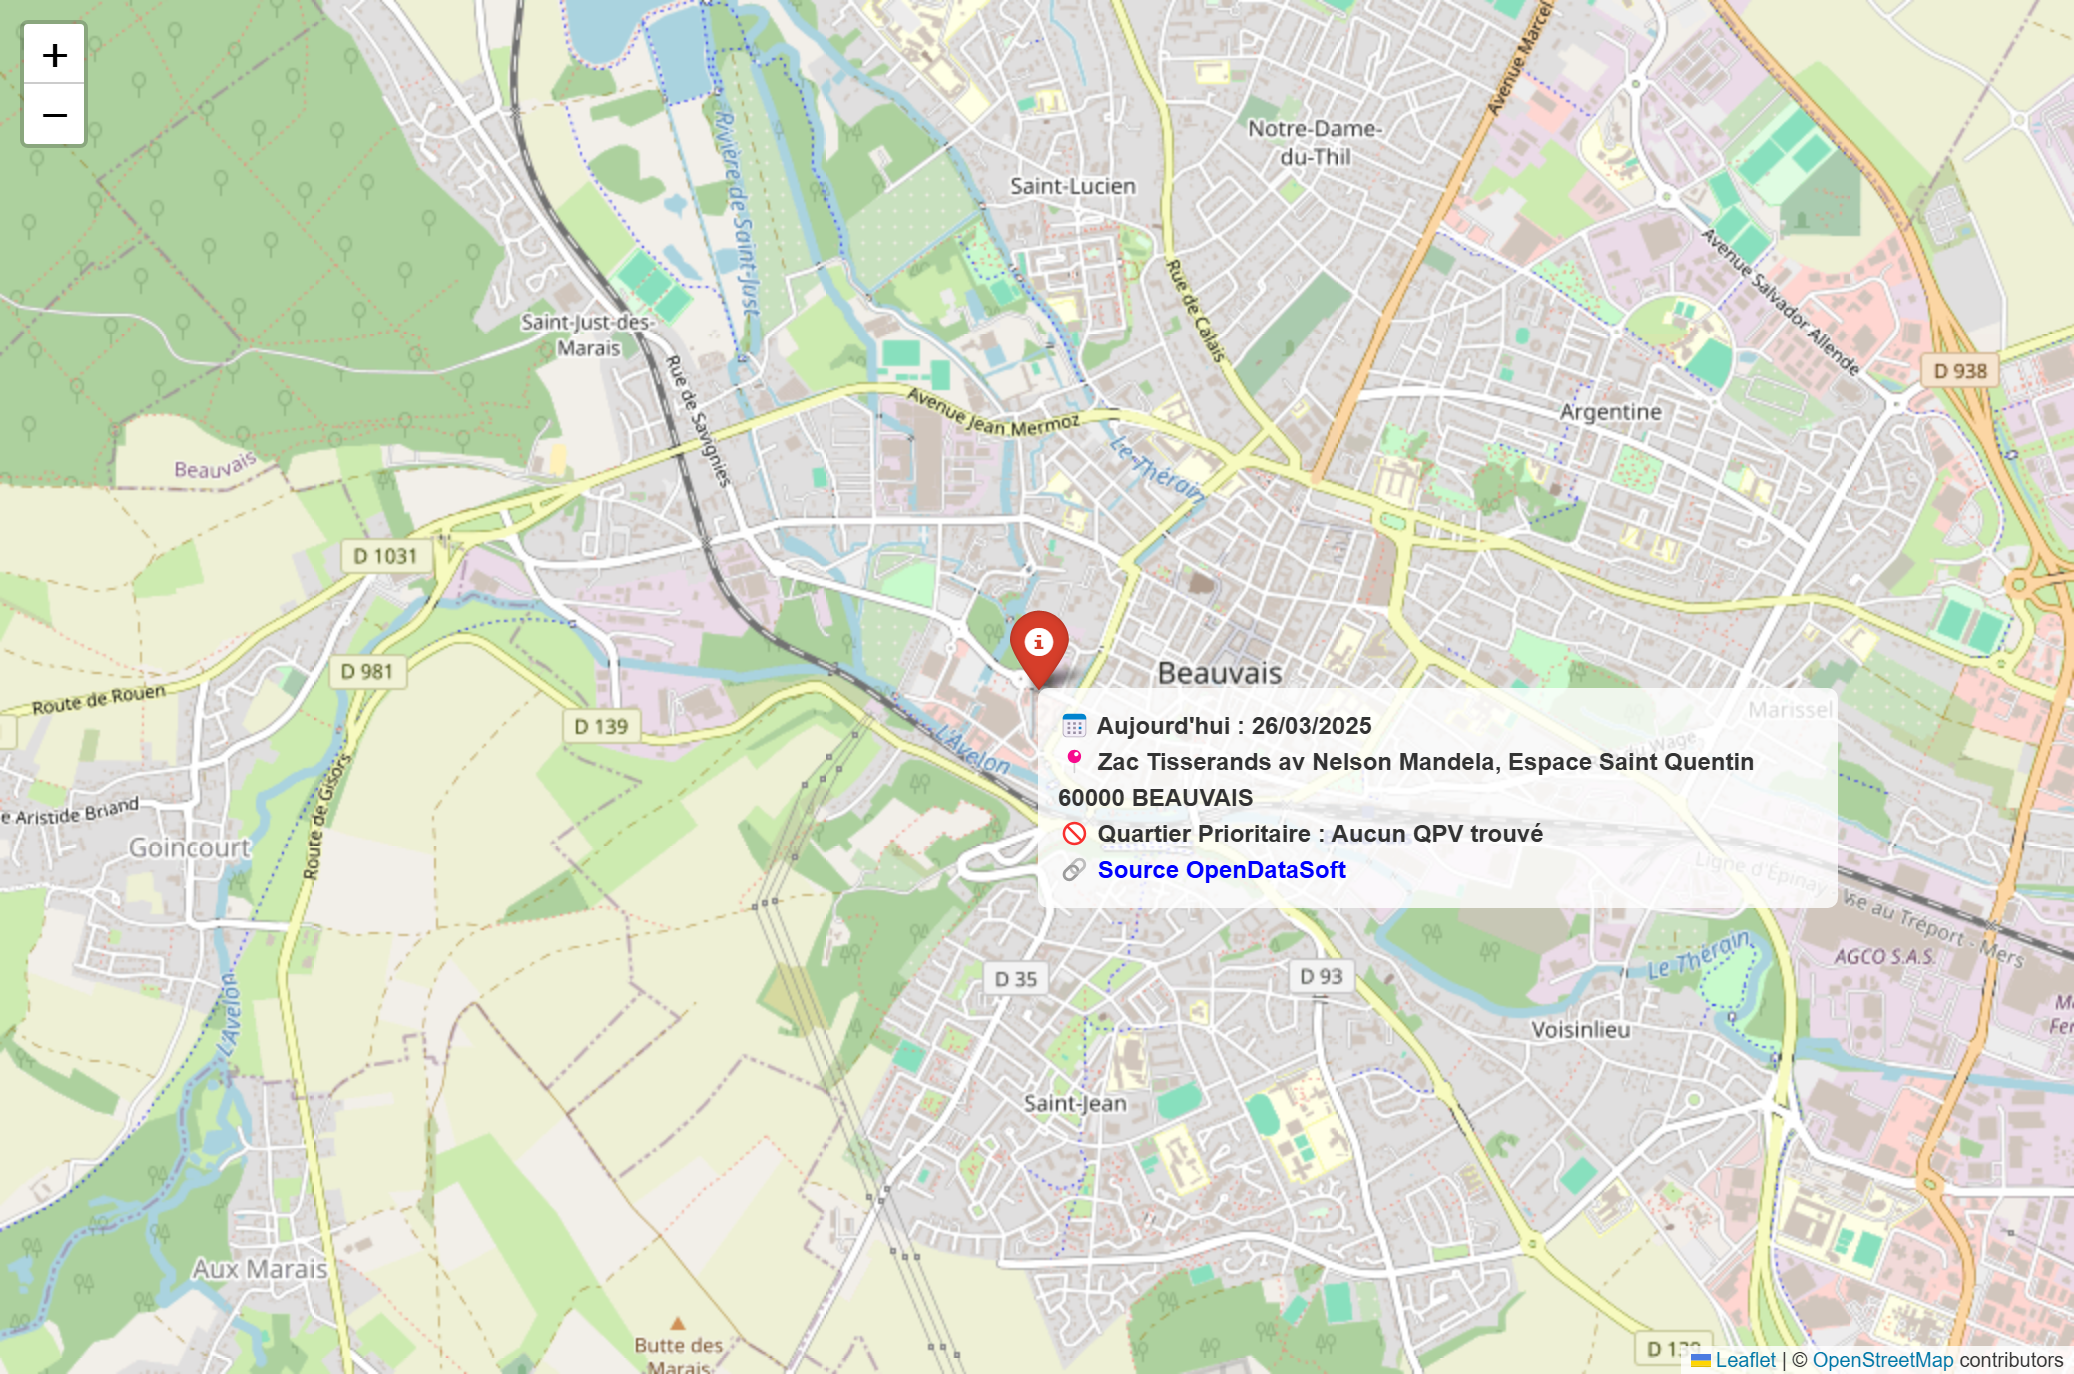 +
−
Avenue Marcel
Notre-Dame-
du-Thil
Saint-Lucien
Rivière de Saint-Just
Avenue Salvador Allende
Rue de Calais
Saint-Just-des-
Marais
Rue de Savignies
D 938
Avenue Jean Mermoz
Argentine
Le Thérain
Beauvais
D 1031
D 981
Beauvais
Route de Rouen
D 139
Marissel
L'Avelon
du Wage
Aujourd'hui : 26/03/2025
Zac Tisserands av Nelson Mandela, Espace Saint Quentin
60000 BEAUVAIS
Quartier Prioritaire : Aucun QPV trouvé
Source OpenDataSoft
Route de Gisors
e Aristide Briand
Goincourt
Ligne d'Épinay
se au Tréport - Mers
Le Thérain
AGCO S.A.S.
D 35
D 93
L'Avelon
Voisinlieu
Saint-Jean
Aux Marais
Butte des
Marais
Leaflet | © OpenStreetMap contributors